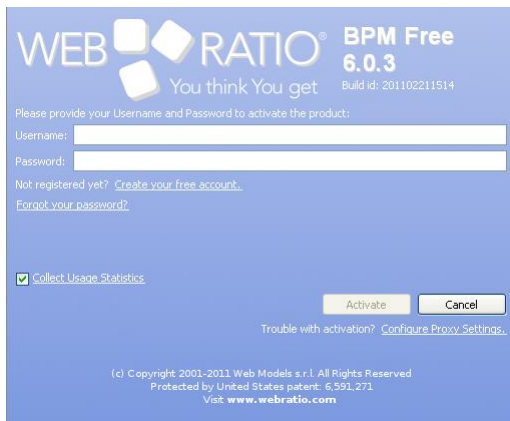 WEB RATIO®
You think You get
BPM Free
6.0.3
Build id: 201102211514
Please provide your Username and Password to activate the product:
Username:
Password:
Not registered yet? Create your free account.
Forgot your password?
Collect Usage Statistics
Activate Cancel
Trouble with activation? Configure Proxy Settings.
(c) Copyright 2001-2011 Web Models s.r.l. All Rights Reserved
Protected by United States patent: 6,591,271
Visit www.webratio.com